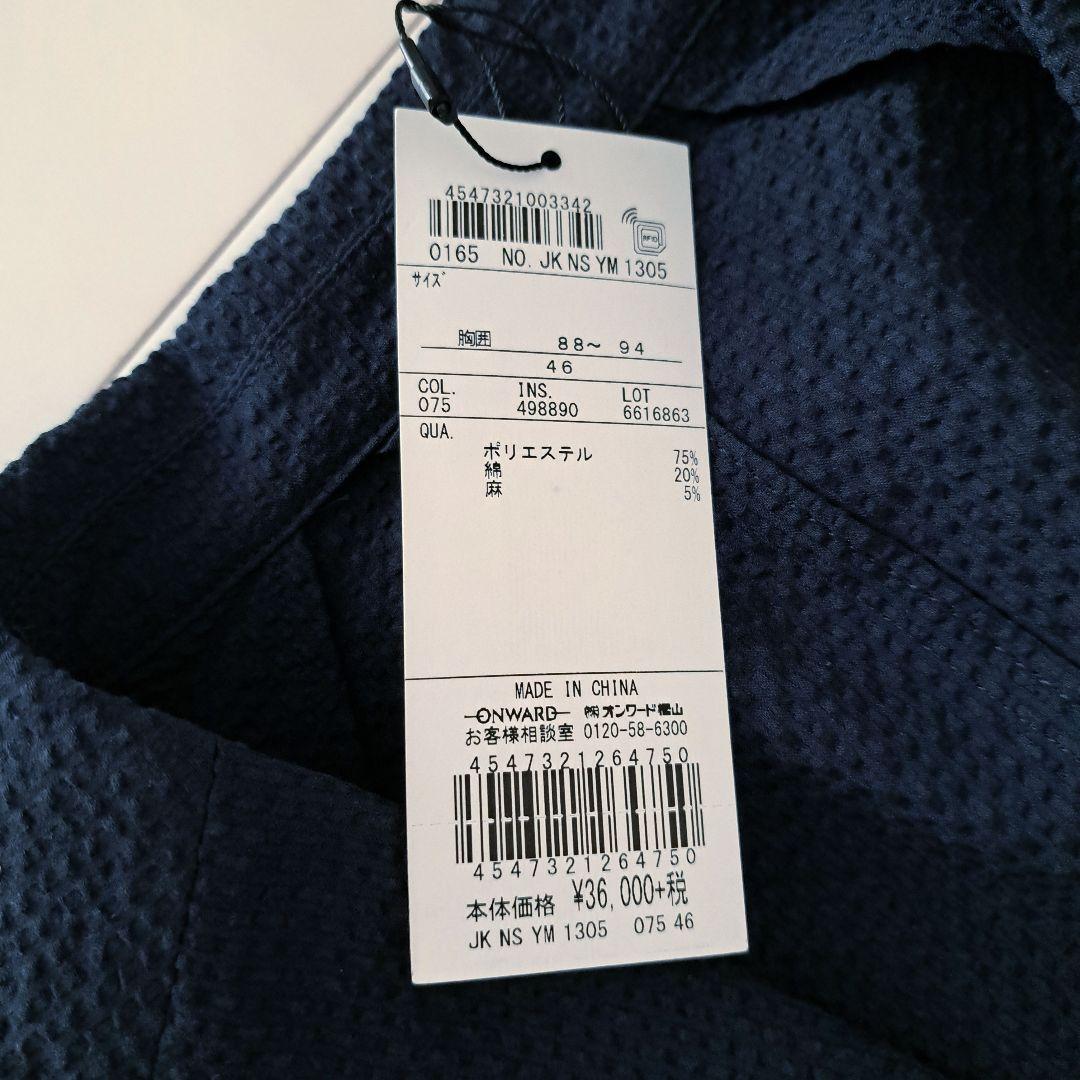 4547321003342
RFID
0165 NO. JK NS YM 1305
サイズ
胸囲 88～ 94
46
COL. INS. LOT
075 498890 6616863
QUA.
ポリエステル 75%
綿 20%
麻 5%
MADE IN CHINA
ONWARD ㈱オンワード樫山
お客様相談室 0120-58-6300
4547321264750
4547321264750
本体価格 ¥36,000+税
JK NS YM 1305 075 46